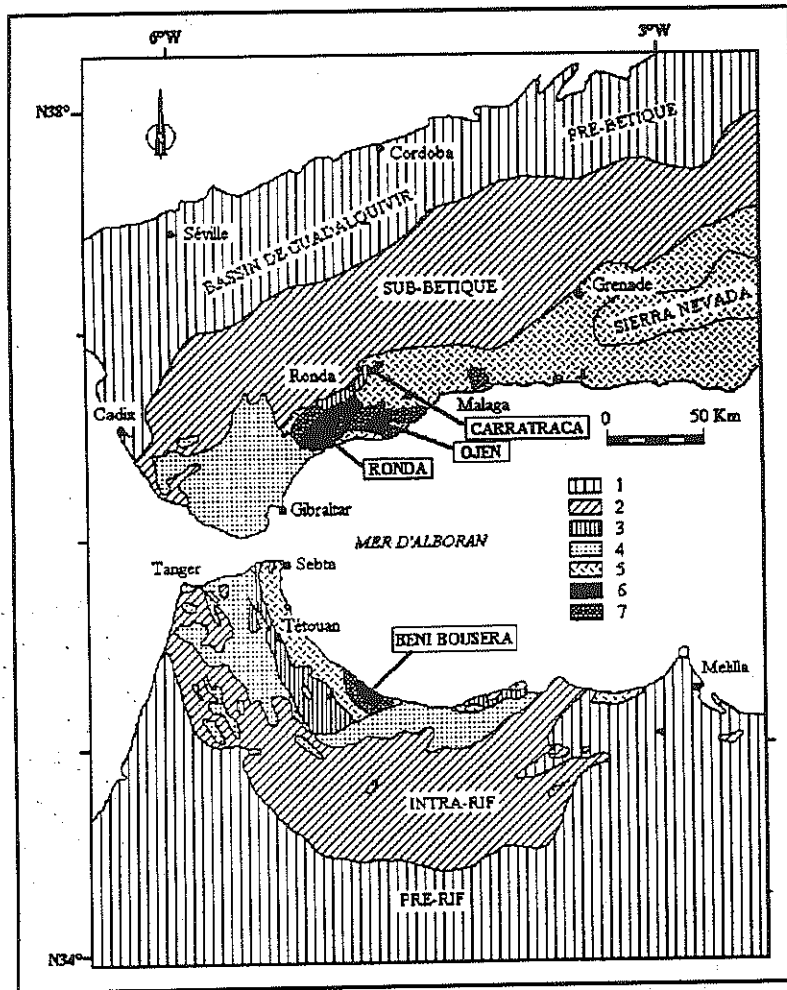 6°W 3°W
N38°
PRE-BETIQUE
Cordoba
Séville
BASSIN DE GUADALQUIVIR
SUB-BETIQUE
Grenade
SIERRA NEVADA
Ronda
Cadix
Malaga
CARRATRACA
0 50 Km
OJEN
RONDA
Gibraltar
1
2
MER D'ALBORAN
3
4
Tanger
Sebta
5
6
7
Tétouan
BENI BOUSERA
Melilla
INTRA-RIF
PRE-RIF
N34°